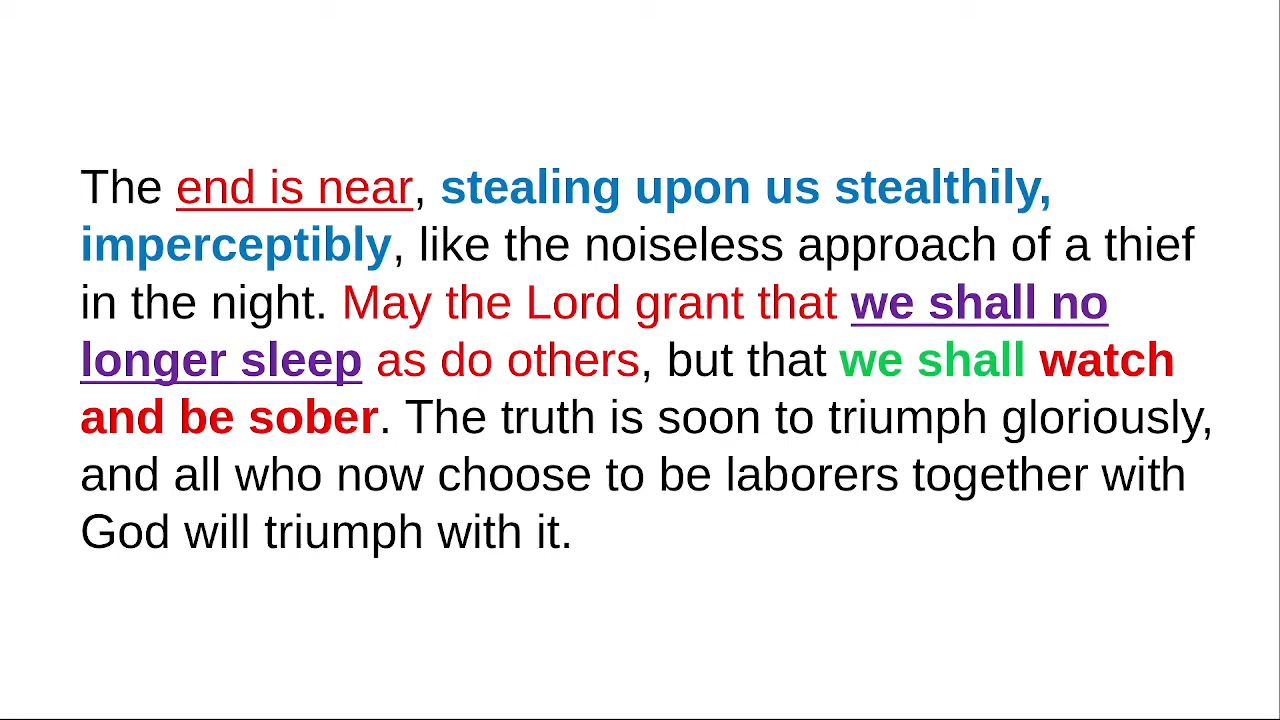 The end is near, stealing upon us stealthily,
imperceptibly, like the noiseless approach of a thief
in the night. May the Lord grant that we shall no
longer sleep as do others, but that we shall watch
and be sober. The truth is soon to triumph gloriously,
and all who now choose to be laborers together with
God will triumph with it.